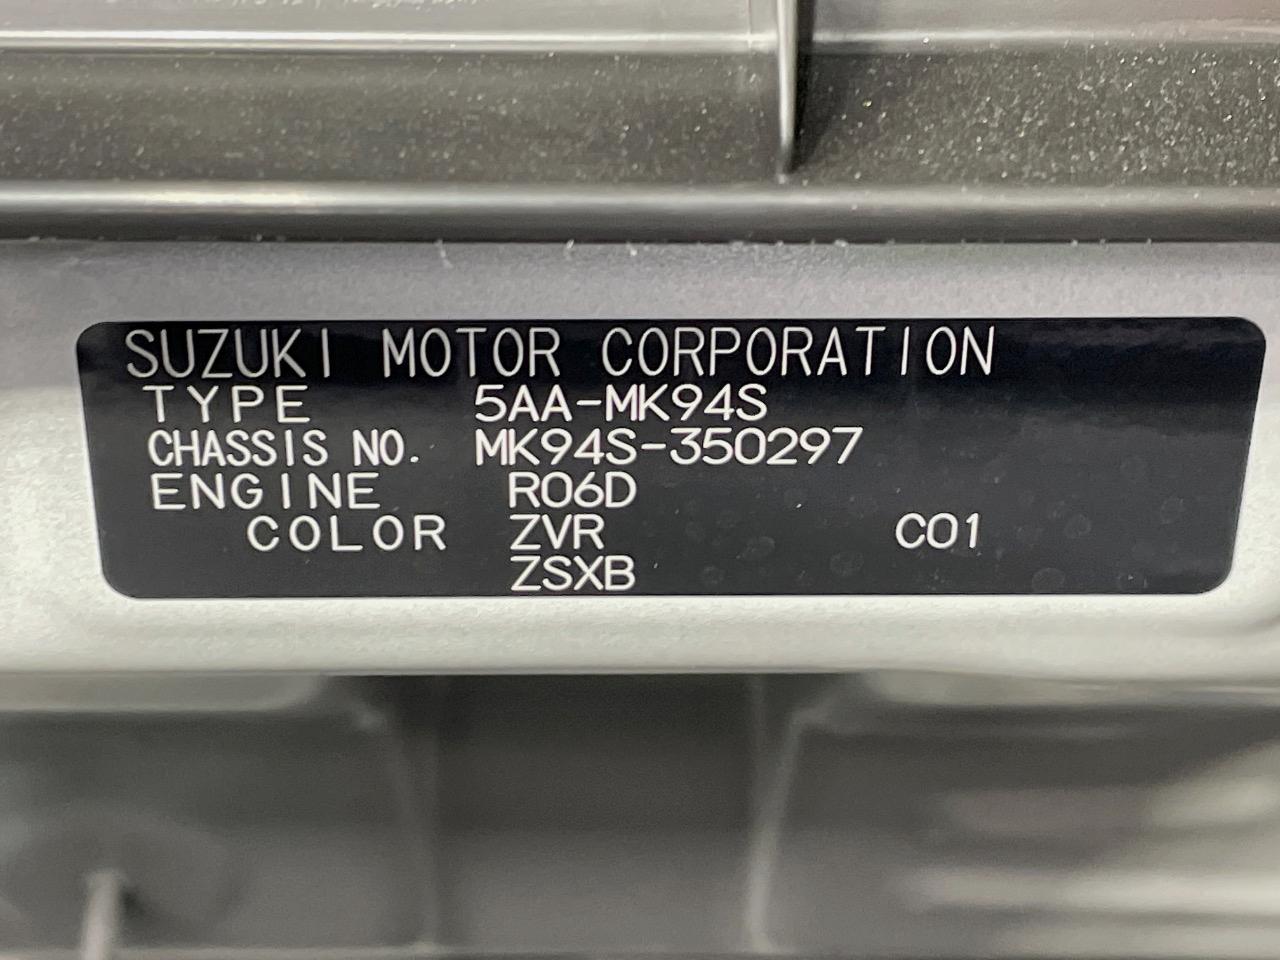 SUZUKI MOTOR CORPORATION
TYPE 5AA-MK94S
CHASSIS NO. MK94S-350297
ENGINE R06D
COLOR ZVR C01
ZSXB